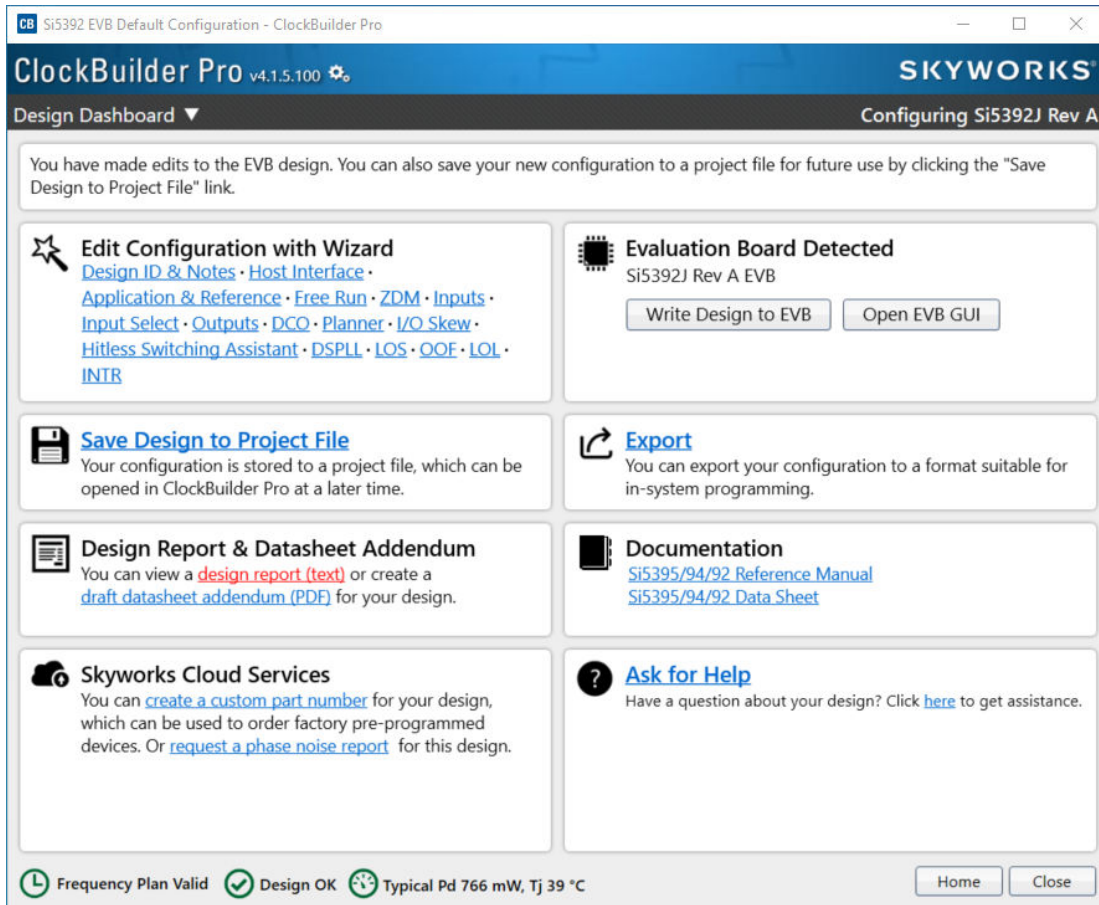 CB Si5392 EVB Default Configuration - ClockBuilder Pro
ClockBuilder Pro v4.1.5.100
SKYWORKS®
Design Dashboard ▼
Configuring Si5392J Rev A
You have made edits to the EVB design. You can also save your new configuration to a project file for future use by clicking the "Save
Design to Project File" link.
Edit Configuration with Wizard
Design ID & Notes · Host Interface ·
Application & Reference · Free Run · ZDM · Inputs ·
Input Select · Outputs · DCO · Planner · I/O Skew ·
Hitless Switching Assistant · DSPLL · LOS · OOF · LOL ·
INTR
Evaluation Board Detected
Si5392J Rev A EVB
Write Design to EVB
Open EVB GUI
Save Design to Project File
Your configuration is stored to a project file, which can be
opened in ClockBuilder Pro at a later time.
Export
You can export your configuration to a format suitable for
in-system programming.
Design Report & Datasheet Addendum
You can view a design report (text) or create a
draft datasheet addendum (PDF) for your design.
Documentation
Si5395/94/92 Reference Manual
Si5395/94/92 Data Sheet
Skyworks Cloud Services
You can create a custom part number for your design,
which can be used to order factory pre-programmed
devices. Or request a phase noise report for this design.
? Ask for Help
Have a question about your design? Click here to get assistance.
Frequency Plan Valid
Design OK
Typical Pd 766 mW, Tj 39 °C
Home
Close